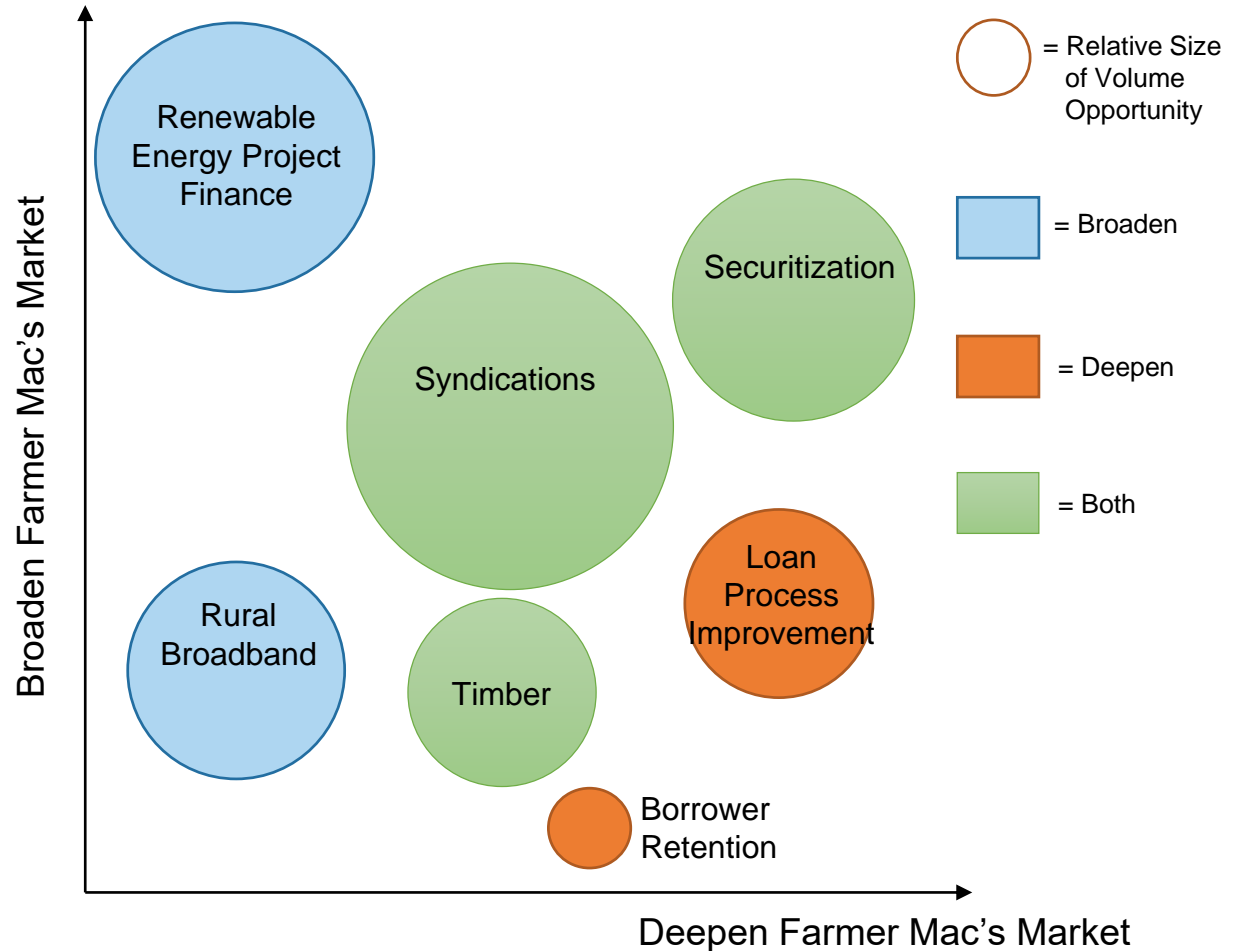 Broaden Farmer Mac’s Market
Renewable
Energy Project
Finance
Securitization
Syndications
Loan
Process
Improvement
Rural
Broadband
Timber
Borrower
Retention
Deepen Farmer Mac’s Market
= Relative Size
of Volume
Opportunity
= Broaden
= Deepen
= Both